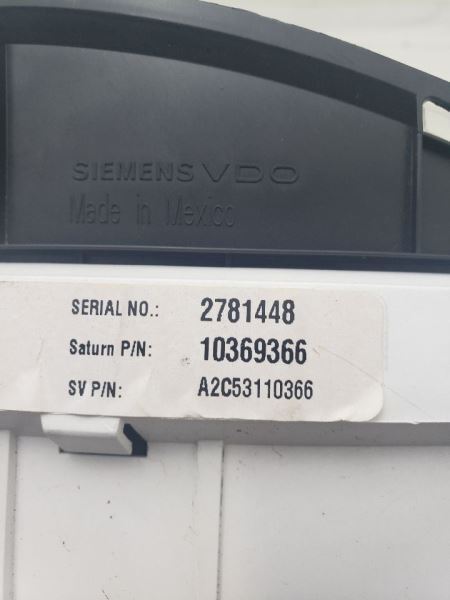 SIEMENS VDO
Made in Mexico
SERIAL NO.: 2781448
Saturn P/N: 10369366
SV P/N: A2C53110366